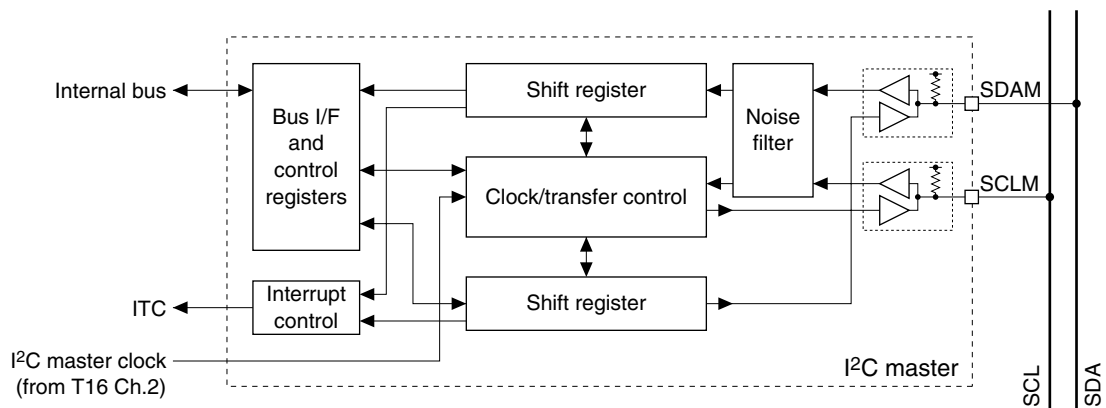 Internal bus
Bus I/F
and
control
registers
Shift register
Noise
filter
SDAM
Clock/transfer control
SCLM
Shift register
ITC
Interrupt
control
I²C master clock
(from T16 Ch.2)
I²C master
SCL
SDA